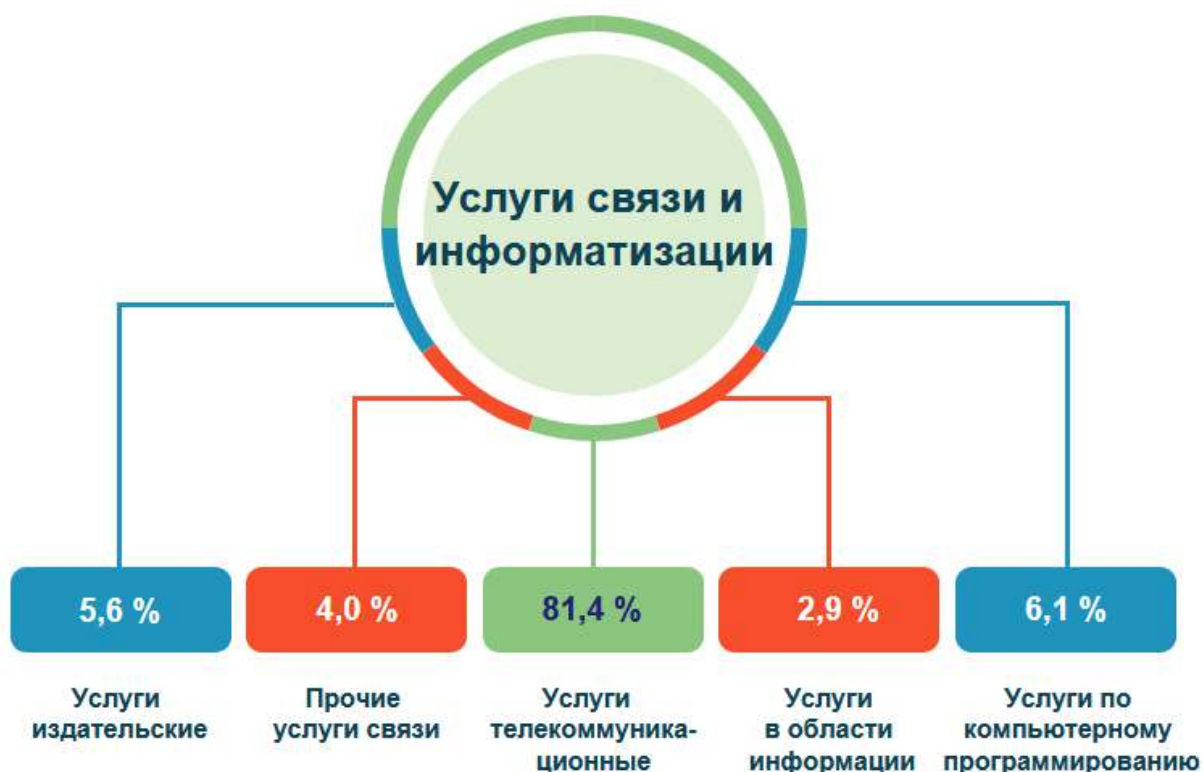 Услуги связи и
информатизации
5,6 %
4,0 %
81,4 %
2,9 %
6,1 %
Услуги
издательские
Прочие
услуги связи
Услуги
телекоммуника-
ционные
Услуги
в области
информации
Услуги по
компьютерному
программированию